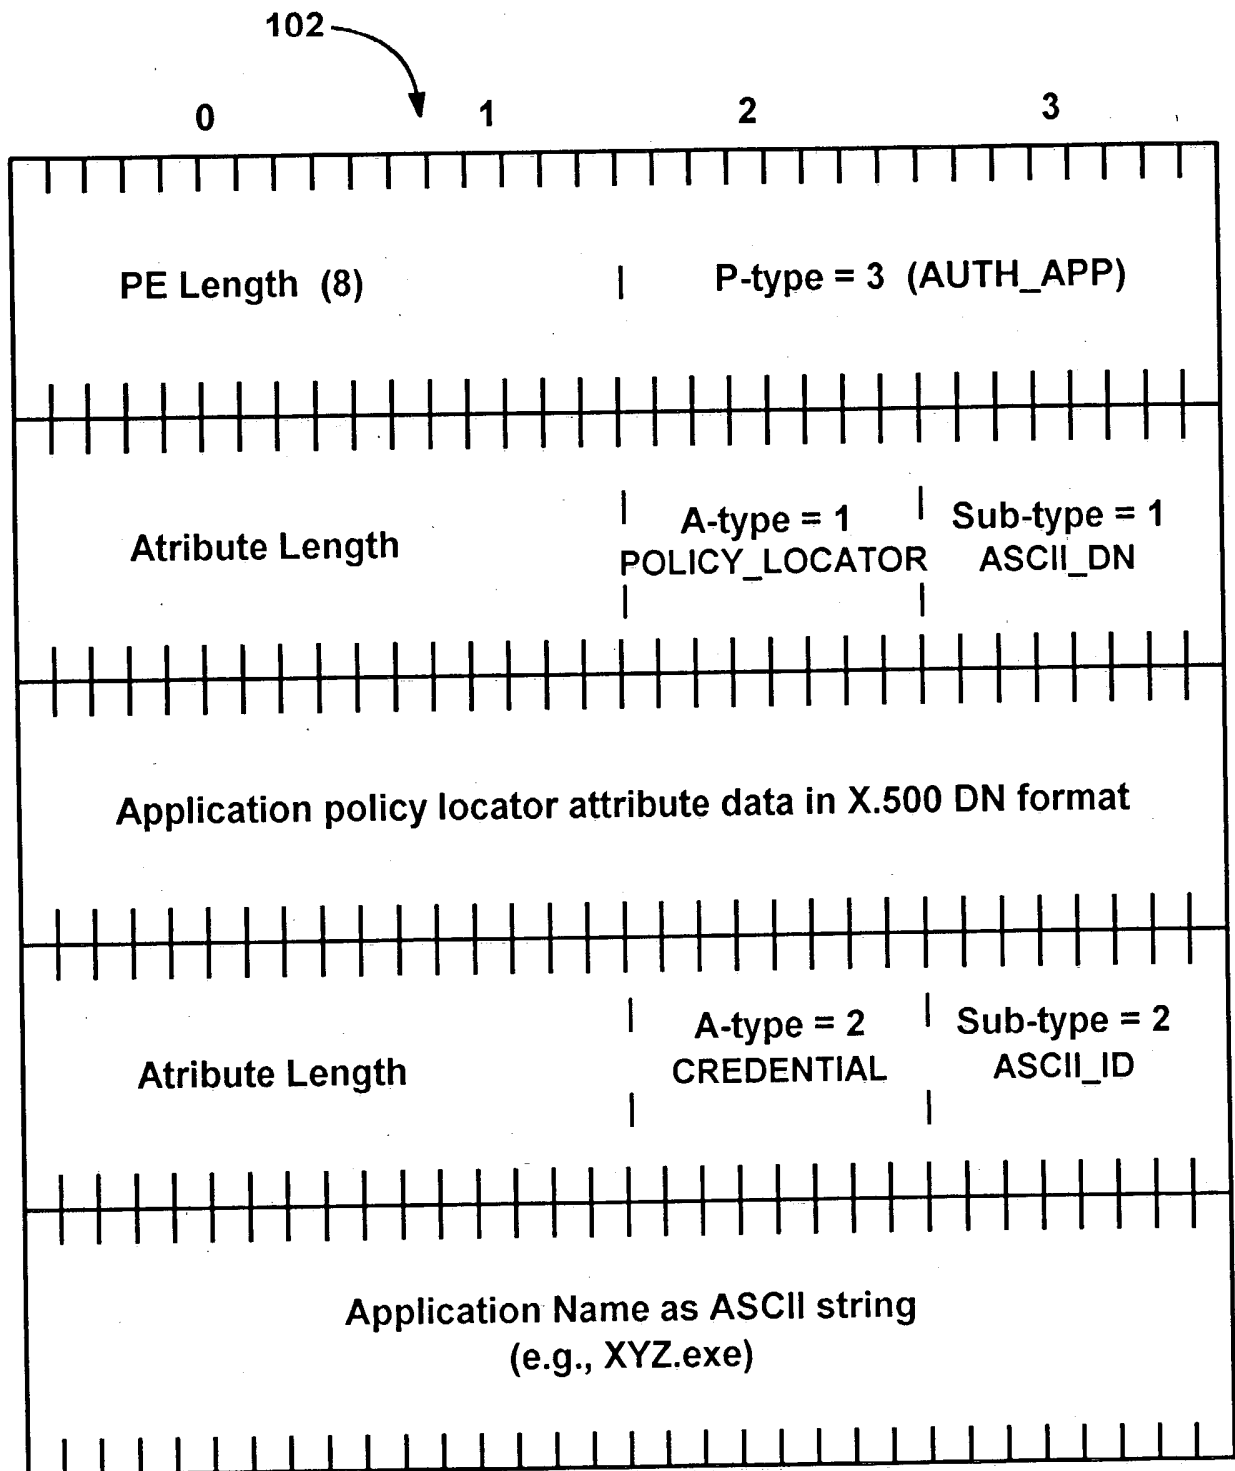 102
0 1 2 3
PE Length (8) | P-type = 3 (AUTH_APP)
Atribute Length | A-type = 1 | Sub-type = 1
POLICY_LOCATOR ASCII_DN
Application policy locator attribute data in X.500 DN format
Atribute Length | A-type = 2 | Sub-type = 2
CREDENTIAL ASCII_ID
Application Name as ASCII string
(e.g., XYZ.exe)